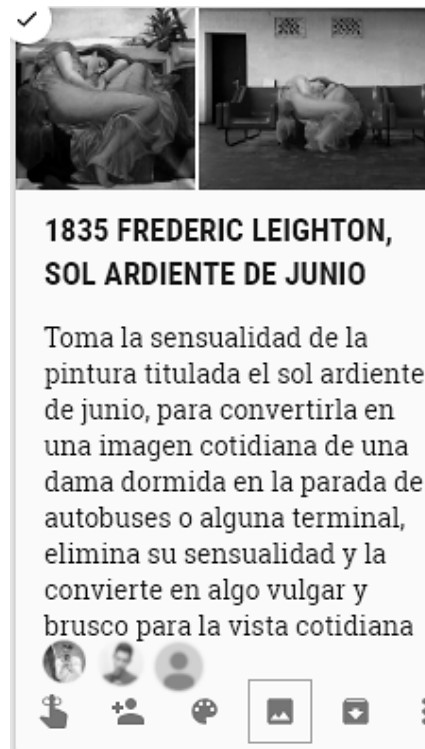 1835 FREDERIC LEIGHTON,
SOL ARDIENTE DE JUNIO
Toma la sensualidad de la
pintura titulada el sol ardiente
de junio, para convertirla en
una imagen cotidiana de una
dama dormida en la parada de
autobuses o alguna terminal,
elimina su sensualidad y la
convierte en algo vulgar y
brusco para la vista cotidiana